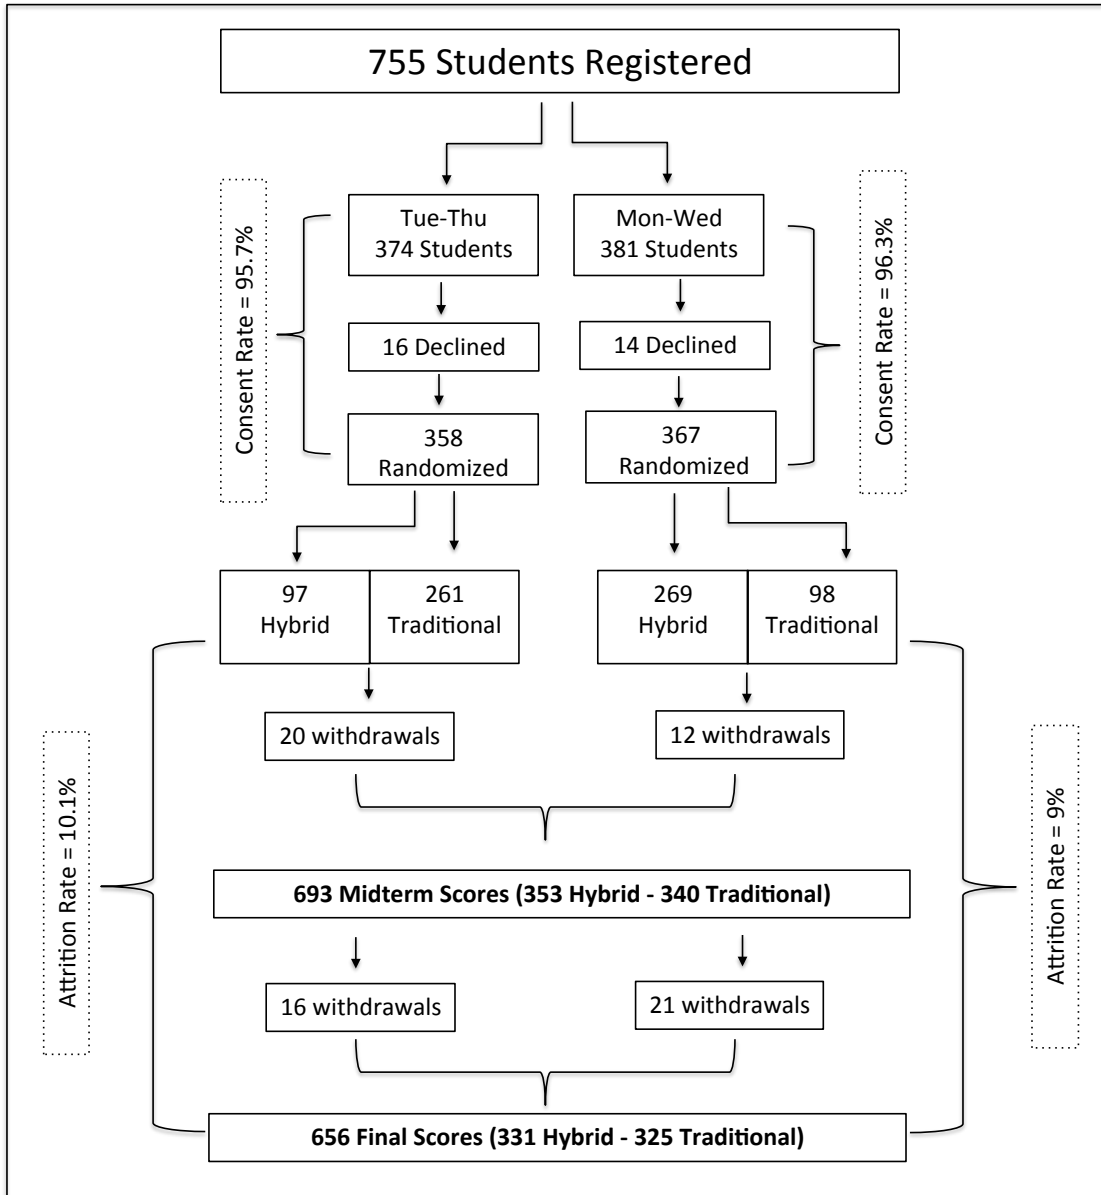 755 Students Registered
Tue-Thu
374 Students
Mon-Wed
381 Students
Consent Rate = 95.7%
Consent Rate = 96.3%
16 Declined
14 Declined
358
Randomized
367
Randomized
97
Hybrid
261
Traditional
269
Hybrid
98
Traditional
20 withdrawals
12 withdrawals
Attrition Rate = 10.1%
Attrition Rate = 9%
693 Midterm Scores (353 Hybrid - 340 Traditional)
16 withdrawals
21 withdrawals
656 Final Scores (331 Hybrid - 325 Traditional)